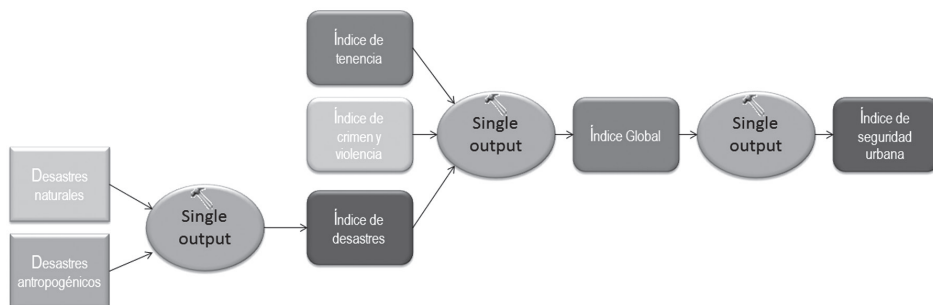 Desastres
naturales
Desastres
antropogénicos
Single
output
Índice de
tenencia
Índice de
crimen y
violencia
Índice de
desastres
Single
output
Índice Global
Single
output
Índice de
seguridad
urbana